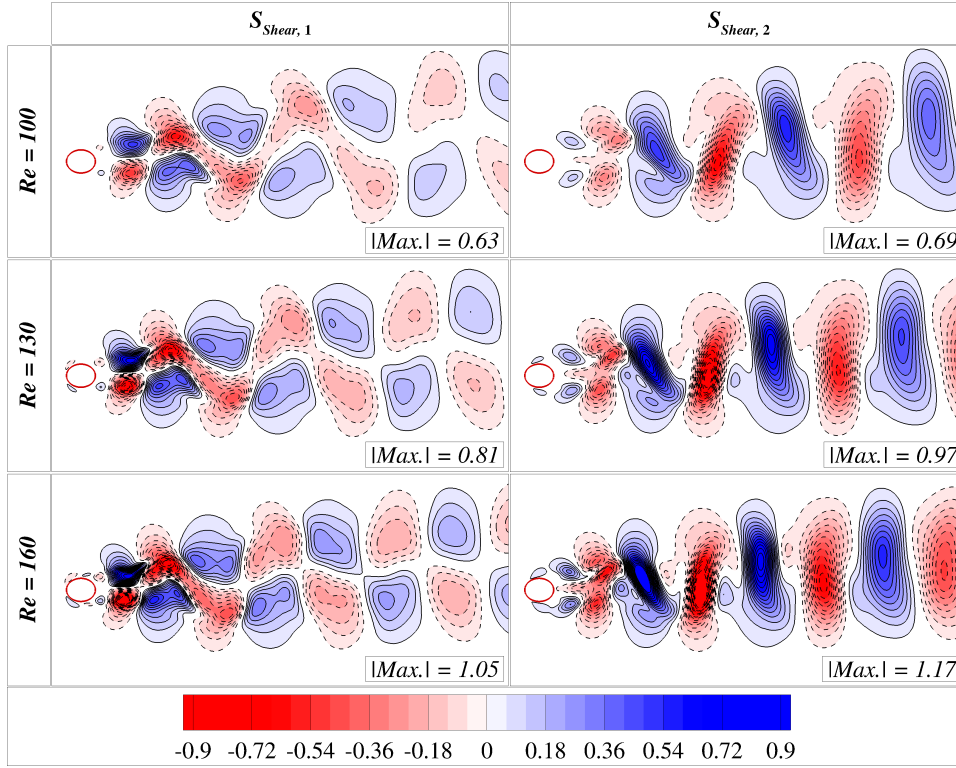 S_Shear, 1
S_Shear, 2
Re = 100
|Max.| = 0.63
|Max.| = 0.69
Re = 130
|Max.| = 0.81
|Max.| = 0.97
Re = 160
|Max.| = 1.05
|Max.| = 1.17
-0.9 -0.72 -0.54 -0.36 -0.18 0 0.18 0.36 0.54 0.72 0.9